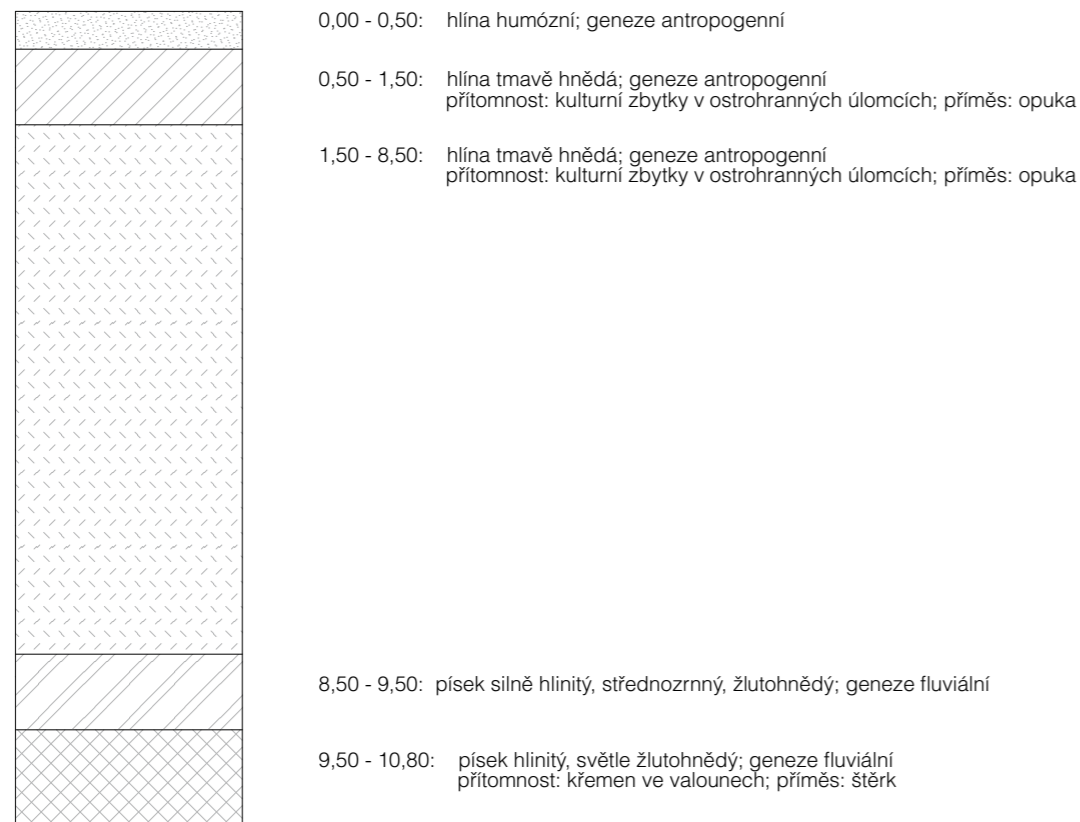 0,00 - 0,50: hlína humózní; geneze antropogenní
0,50 - 1,50: hlína tmavě hnědá; geneze antropogenní
přítomnost: kulturní zbytky v ostrohranných úlomcích; příměs: opuka
1,50 - 8,50: hlína tmavě hnědá; geneze antropogenní
přítomnost: kulturní zbytky v ostrohranných úlomcích; příměs: opuka
8,50 - 9,50: písek silně hlinitý, střednozrnný, žlutohnědý; geneze fluviální
9,50 - 10,80: písek hlinitý, světle žlutohnědý; geneze fluviální
přítomnost: křemen ve valounech; příměs: štěrk